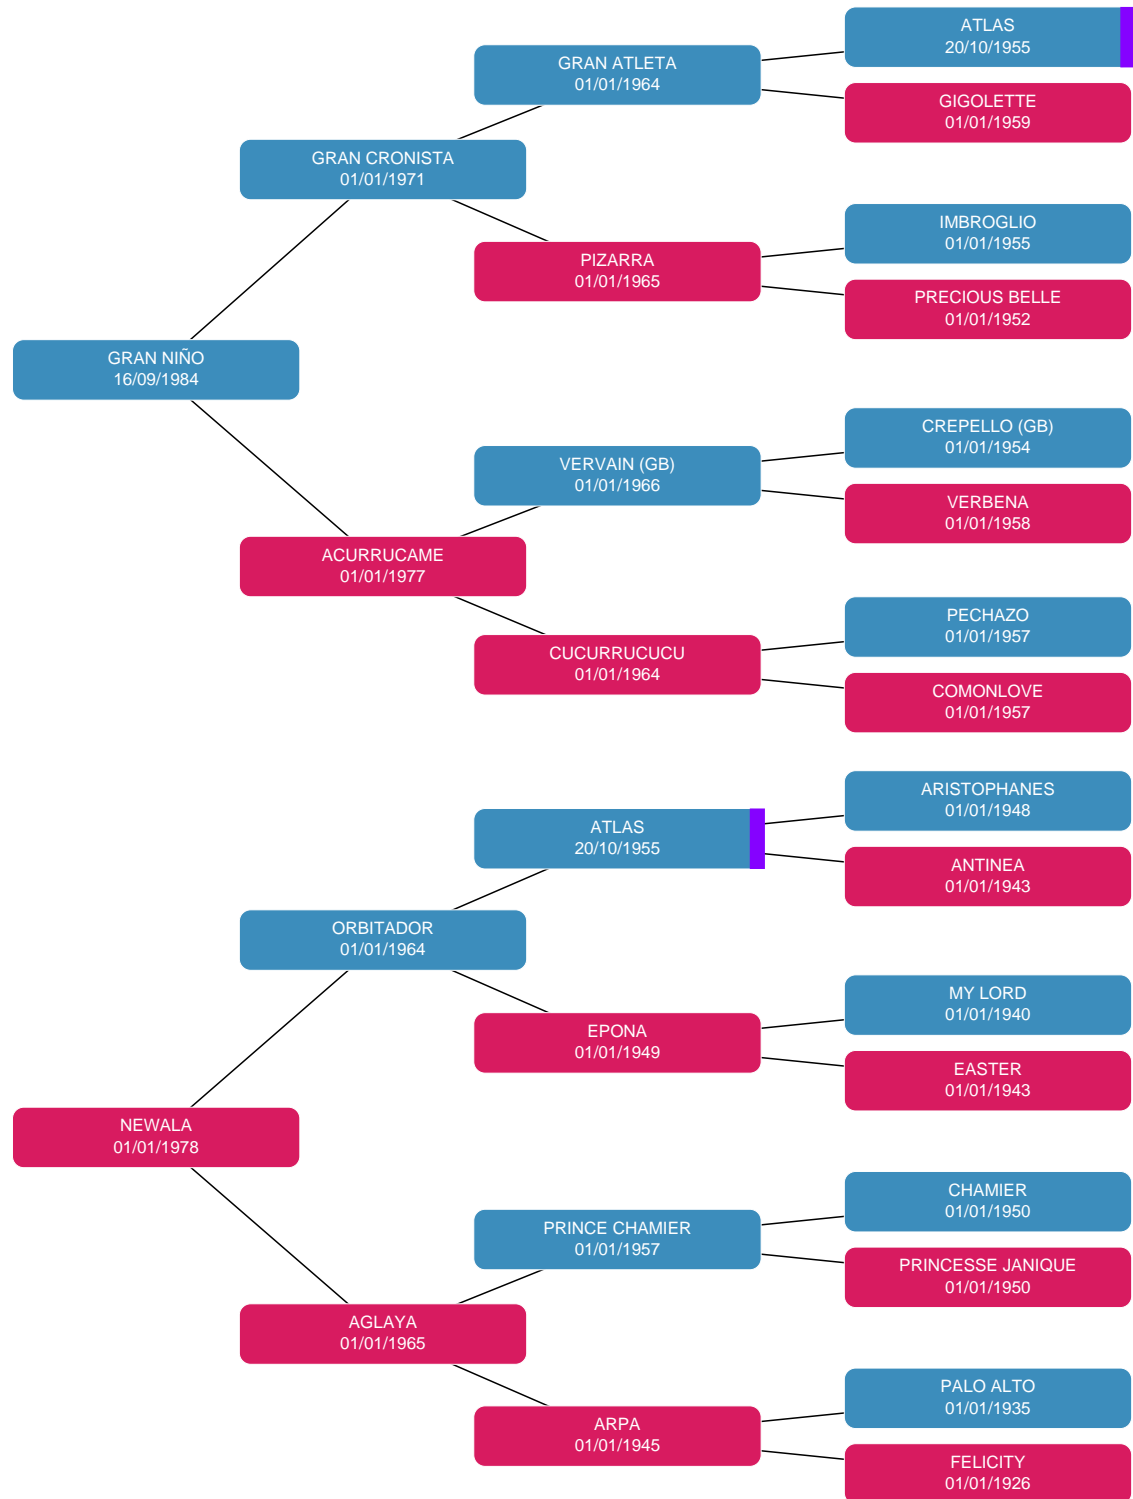 ATLAS
20/10/1955
GRAN ATLETA
01/01/1964
GIGOLETTE
01/01/1959
GRAN CRONISTA
01/01/1971
IMBROGLIO
01/01/1955
PIZARRA
01/01/1965
PRECIOUS BELLE
01/01/1952
GRAN NIÑO
16/09/1984
CREPELLO (GB)
01/01/1954
VERVAIN (GB)
01/01/1966
VERBENA
01/01/1958
ACURRUCAME
01/01/1977
PECHAZO
01/01/1957
CUCURRUCUCU
01/01/1964
COMONLOVE
01/01/1957
ARISTOPHANES
01/01/1948
ATLAS
20/10/1955
ANTINEA
01/01/1943
ORBITADOR
01/01/1964
MY LORD
01/01/1940
EPONA
01/01/1949
EASTER
01/01/1943
NEWALA
01/01/1978
CHAMIER
01/01/1950
PRINCE CHAMIER
01/01/1957
PRINCESSE JANIQUE
01/01/1950
AGLAYA
01/01/1965
PALO ALTO
01/01/1935
ARPA
01/01/1945
FELICITY
01/01/1926